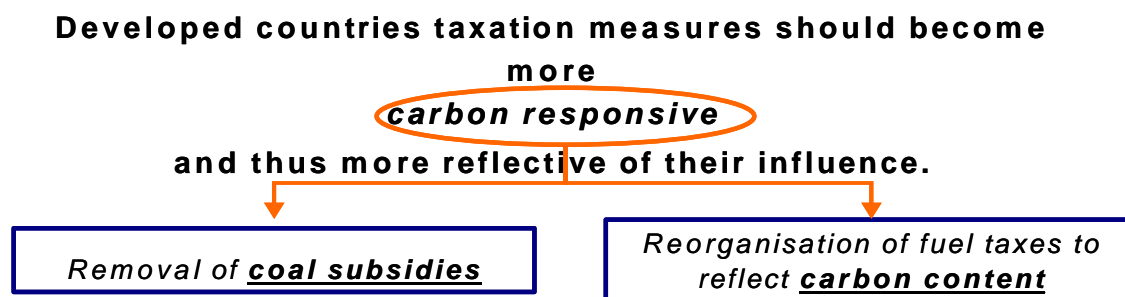 Developed countries taxation measures should become
more
carbon responsive
and thus more reflective of their influence.
Removal of coal subsidies
Reorganisation of fuel taxes to
reflect carbon content